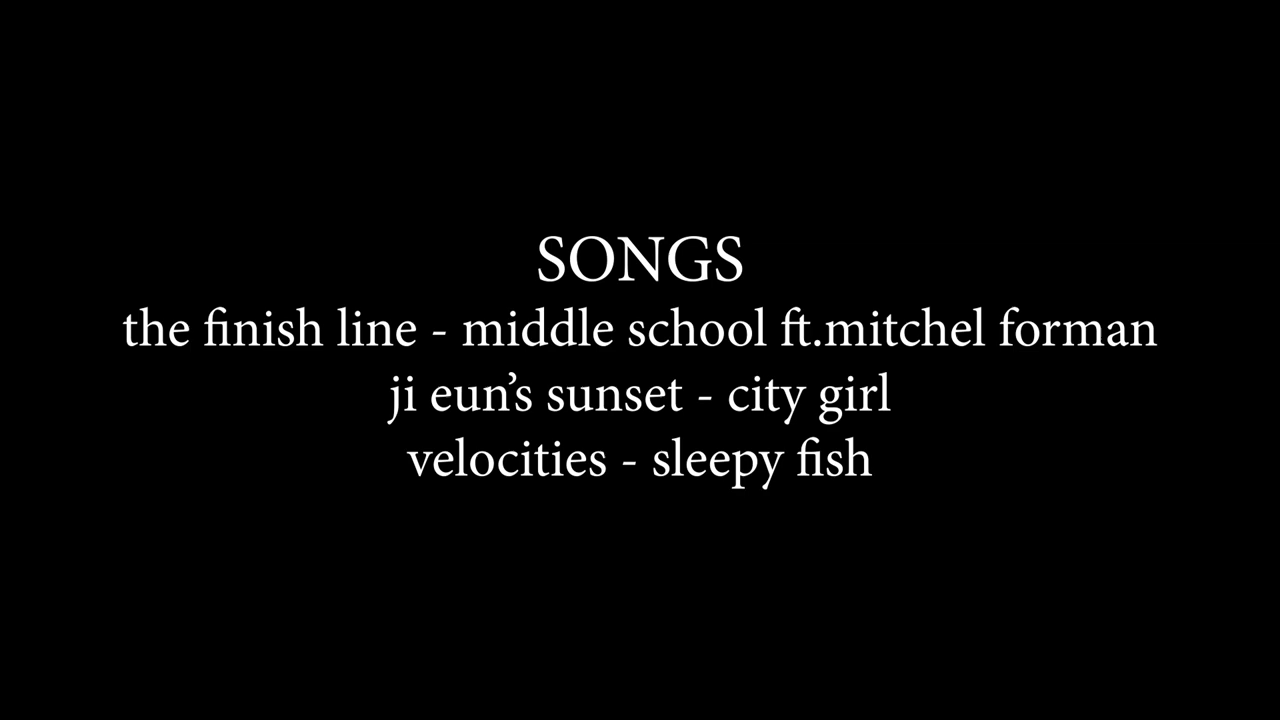 SONGS
the finish line - middle school ft.mitchel forman
ji eun’s sunset - city girl
velocities - sleepy fish